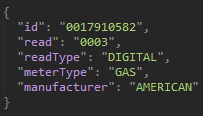 {
"id": "0017910582",
"read": "0003",
"readType": "DIGITAL",
"meterType": "GAS",
"manufacturer": "AMERICAN"
}